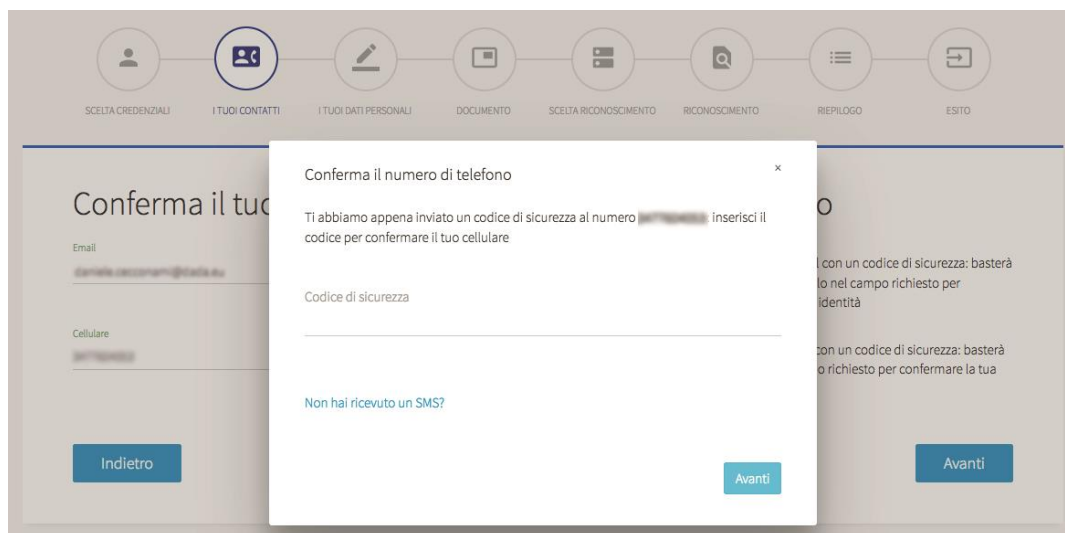 SCELTA CREDENZIALI
I TUOI CONTATTI
I TUOI DATI PERSONALI
DOCUMENTO
SCELTA RICONOSCIMENTO
RICONOSCIMENTO
RIEPILOGO
ESITO
Conferma il tuo
o
Email
Cellulare
Indietro
Conferma il numero di telefono
×
Ti abbiamo appena inviato un codice di sicurezza al numero inserisci il
codice per confermare il tuo cellulare
Codice di sicurezza
Non hai ricevuto un SMS?
Avanti
con un codice di sicurezza: basterà
lo nel campo richiesto per
identità
con un codice di sicurezza: basterà
o richiesto per confermare la tua
Avanti